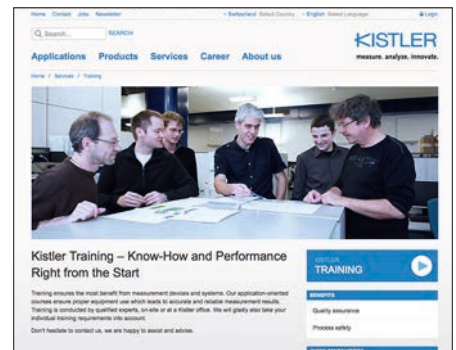 Home Contact Jobs Newsletter
Switzerland Select Country English Select Language Login
Search... SEARCH
KISTLER
measure. analyze. innovate.
Applications Products Services Career About us
Home / Services / Training
Kistler Training – Know-How and Performance
Right from the Start
Training ensures the most benefit from measurement devices and systems. Our application-oriented
courses ensure proper equipment use which leads to accurate and reliable measurement results.
Training is conducted by qualified experts, on-site or at a Kistler office. We will gladly also take your
individual training requirements into account.
Don't hesitate to contact us, we are happy to assist and advise.
KISTLER
TRAINING
BENEFITS
Quality assurance
Process safety